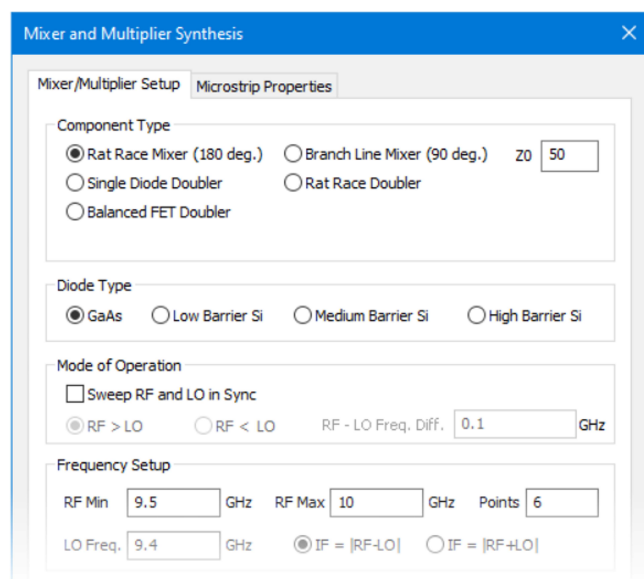 Mixer and Multiplier Synthesis
Mixer/Multiplier Setup Microstrip Properties
Component Type
Rat Race Mixer (180 deg.) Branch Line Mixer (90 deg.) Z0 50
Single Diode Doubler Rat Race Doubler
Balanced FET Doubler
Diode Type
GaAs Low Barrier Si Medium Barrier Si High Barrier Si
Mode of Operation
Sweep RF and LO in Sync
RF > LO RF < LO RF - LO Freq. Diff. 0.1 GHz
Frequency Setup
RF Min 9.5 GHz RF Max 10 GHz Points 6
LO Freq. 9.4 GHz IF = |RF-LO| IF = |RF+LO|